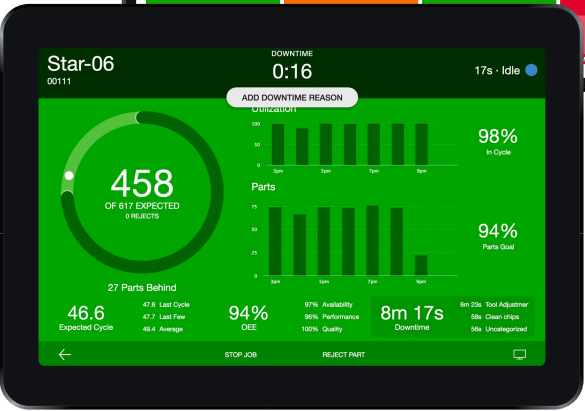 Star-06
00111
DOWNTIME
0:16
17s · Idle
ADD DOWNTIME REASON
Utilization
100
50
0
3pm
5pm
7pm
9pm
98%
In Cycle
458
OF 617 EXPECTED
0 REJECTS
27 Parts Behind
Parts
75
50
25
0
3pm
5pm
7pm
9pm
94%
Parts Goal
46.6
Expected Cycle
47.6 Last Cycle
47.7 Last Few
49.4 Average
94%
OEE
97% Availability
96% Performance
100% Quality
8m 17s
Downtime
6m 23s Tool Adjustmer
58s Clean chips
56s Uncategorized
STOP JOB
REJECT PART